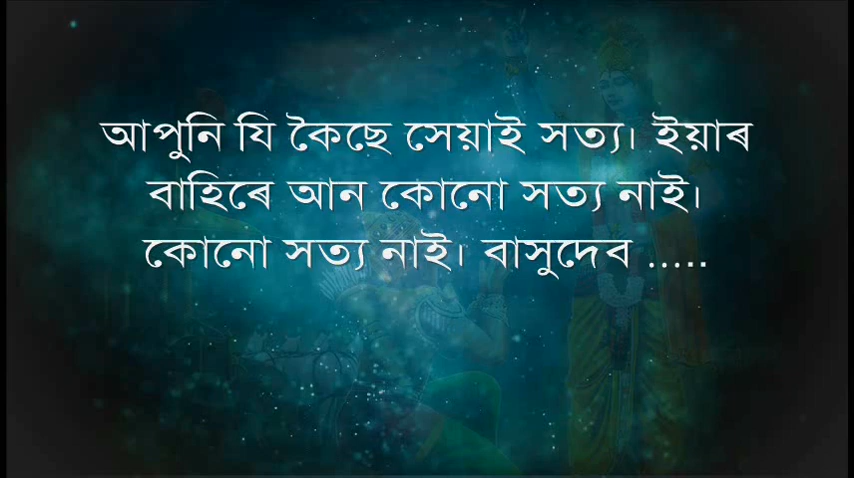 আপুনি যি কৈছে সেয়াই সত্য। ইয়াৰ
বাহিৰে আন কোনো সত্য নাই।
কোনো সত্য নাই। বাসুদেব .....